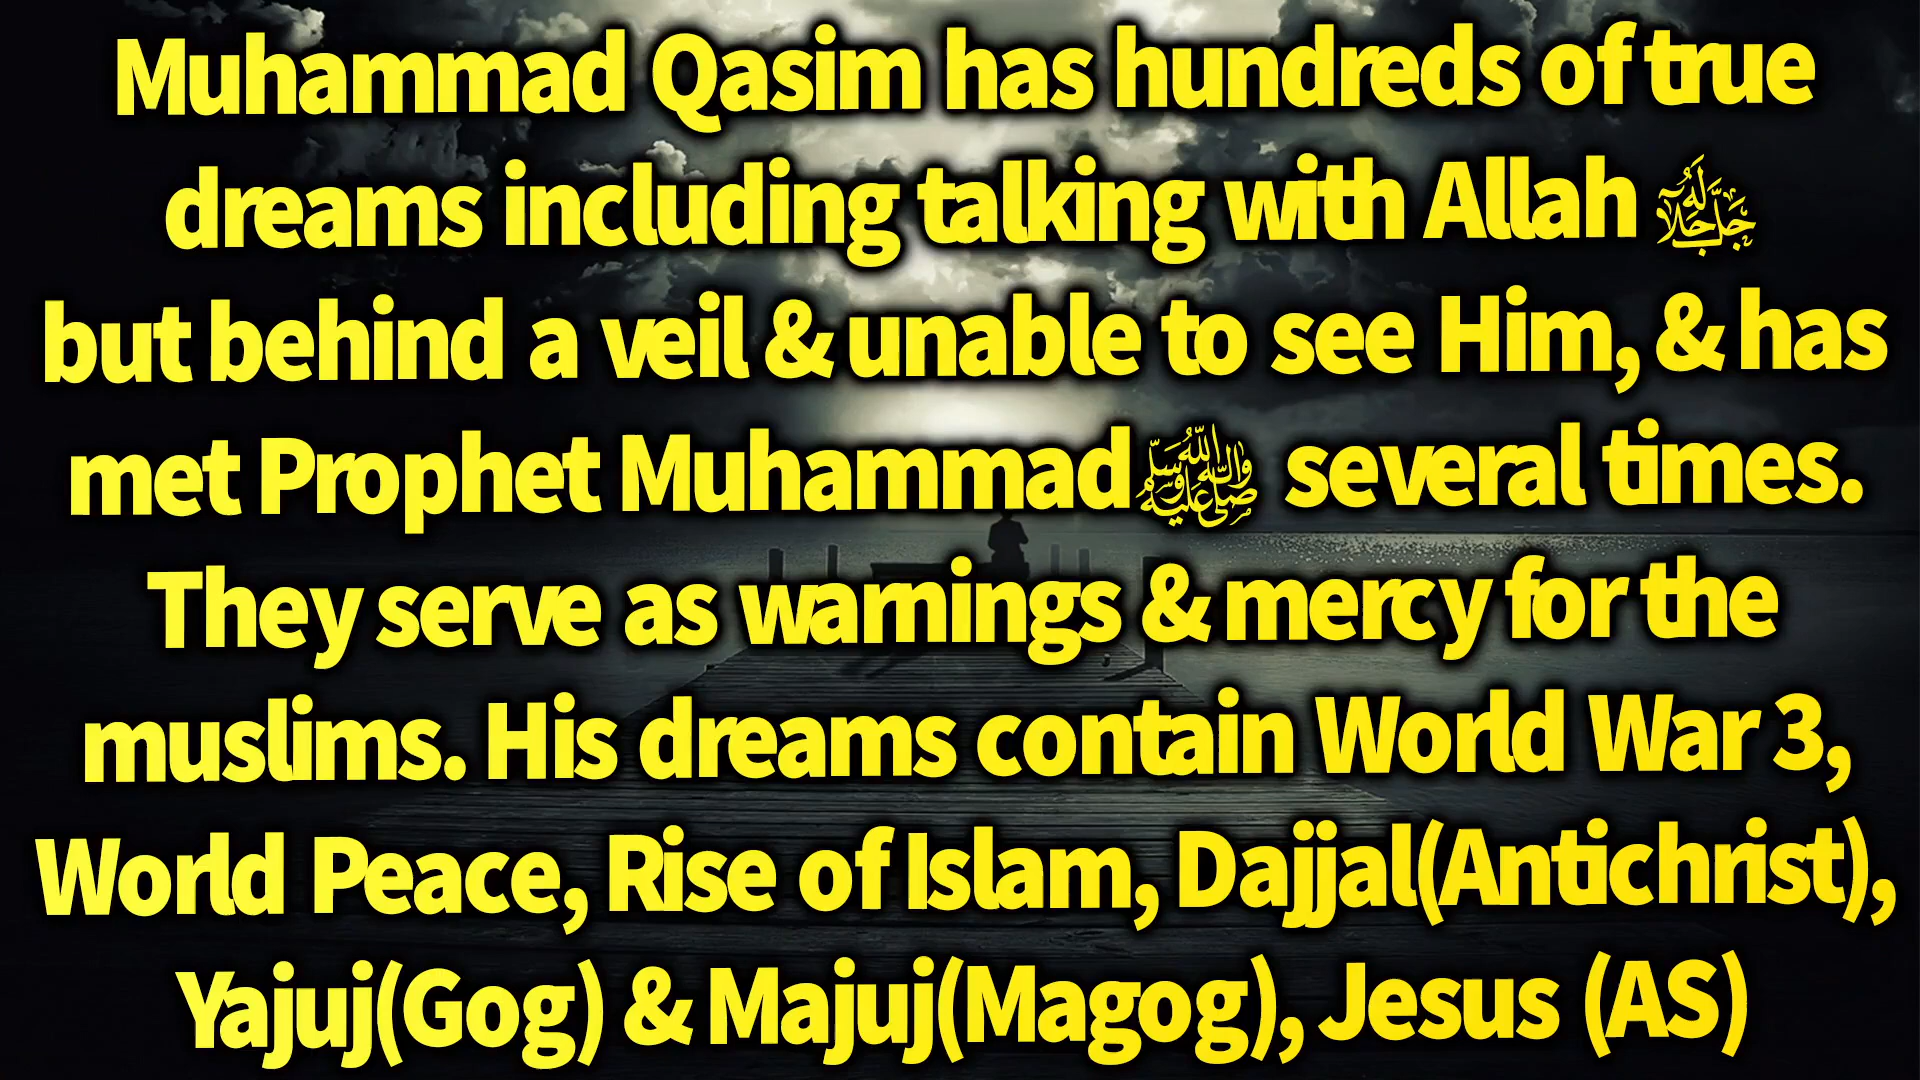 Muhammad Qasim has hundreds of true
dreams including talking with Allah ﷻ
but behind a veil & unable to see Him, & has
met Prophet Muhammadﷺ several times.
They serve as warnings & mercy for the
muslims. His dreams contain World War 3,
World Peace, Rise of Islam, Dajjal(Antichrist),
Yajuj(Gog) & Majuj(Magog), Jesus (AS)